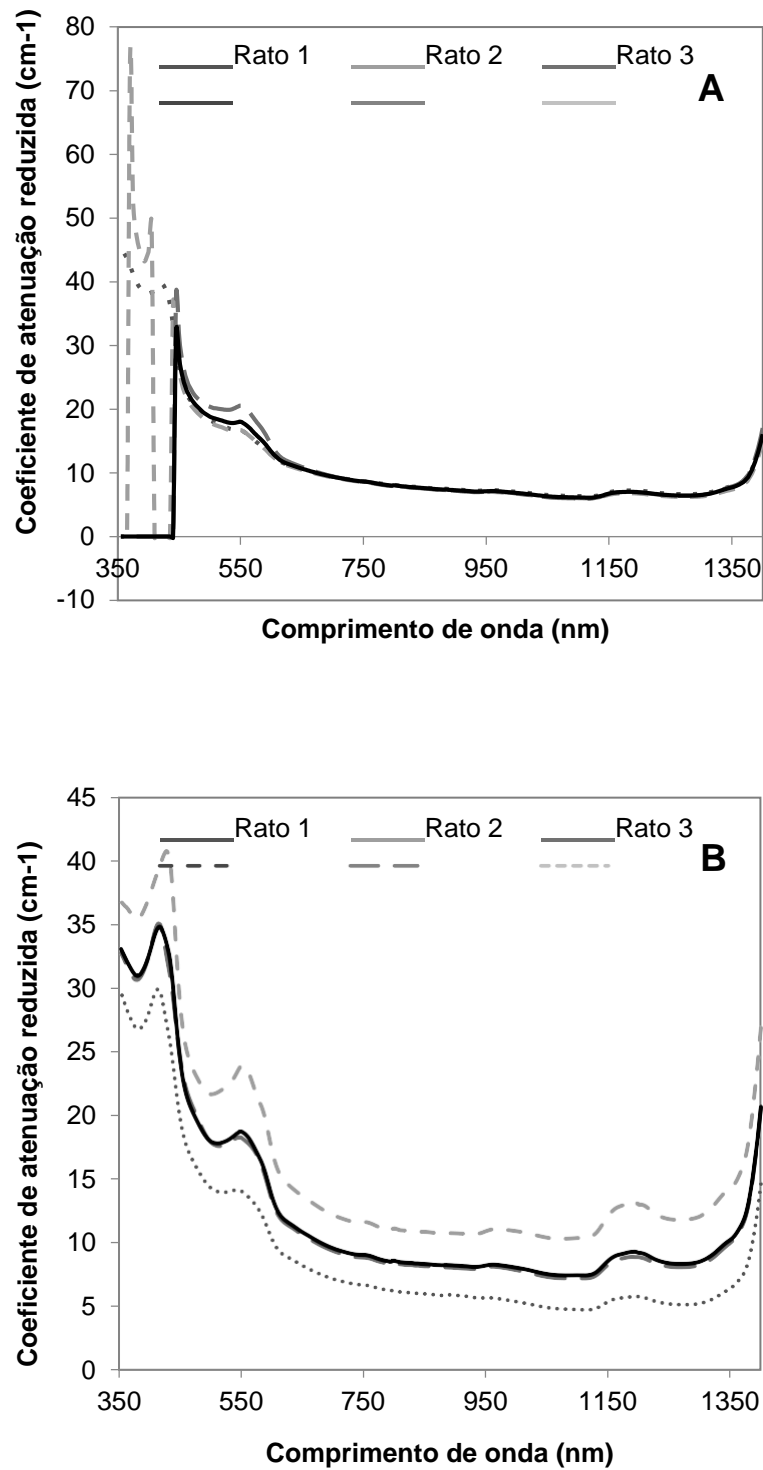 Coeficiente de atenuação reduzida (cm-1)
80
70
60
50
40
30
20
10
0
-10
Rato 1 Rato 2 Rato 3
A
350 550 750 950 1150 1350
Comprimento de onda (nm)
Coeficiente de atenuação reduzida (cm-1)
45
40
35
30
25
20
15
10
5
0
Rato 1 Rato 2 Rato 3
B
350 550 750 950 1150 1350
Comprimento de onda (nm)